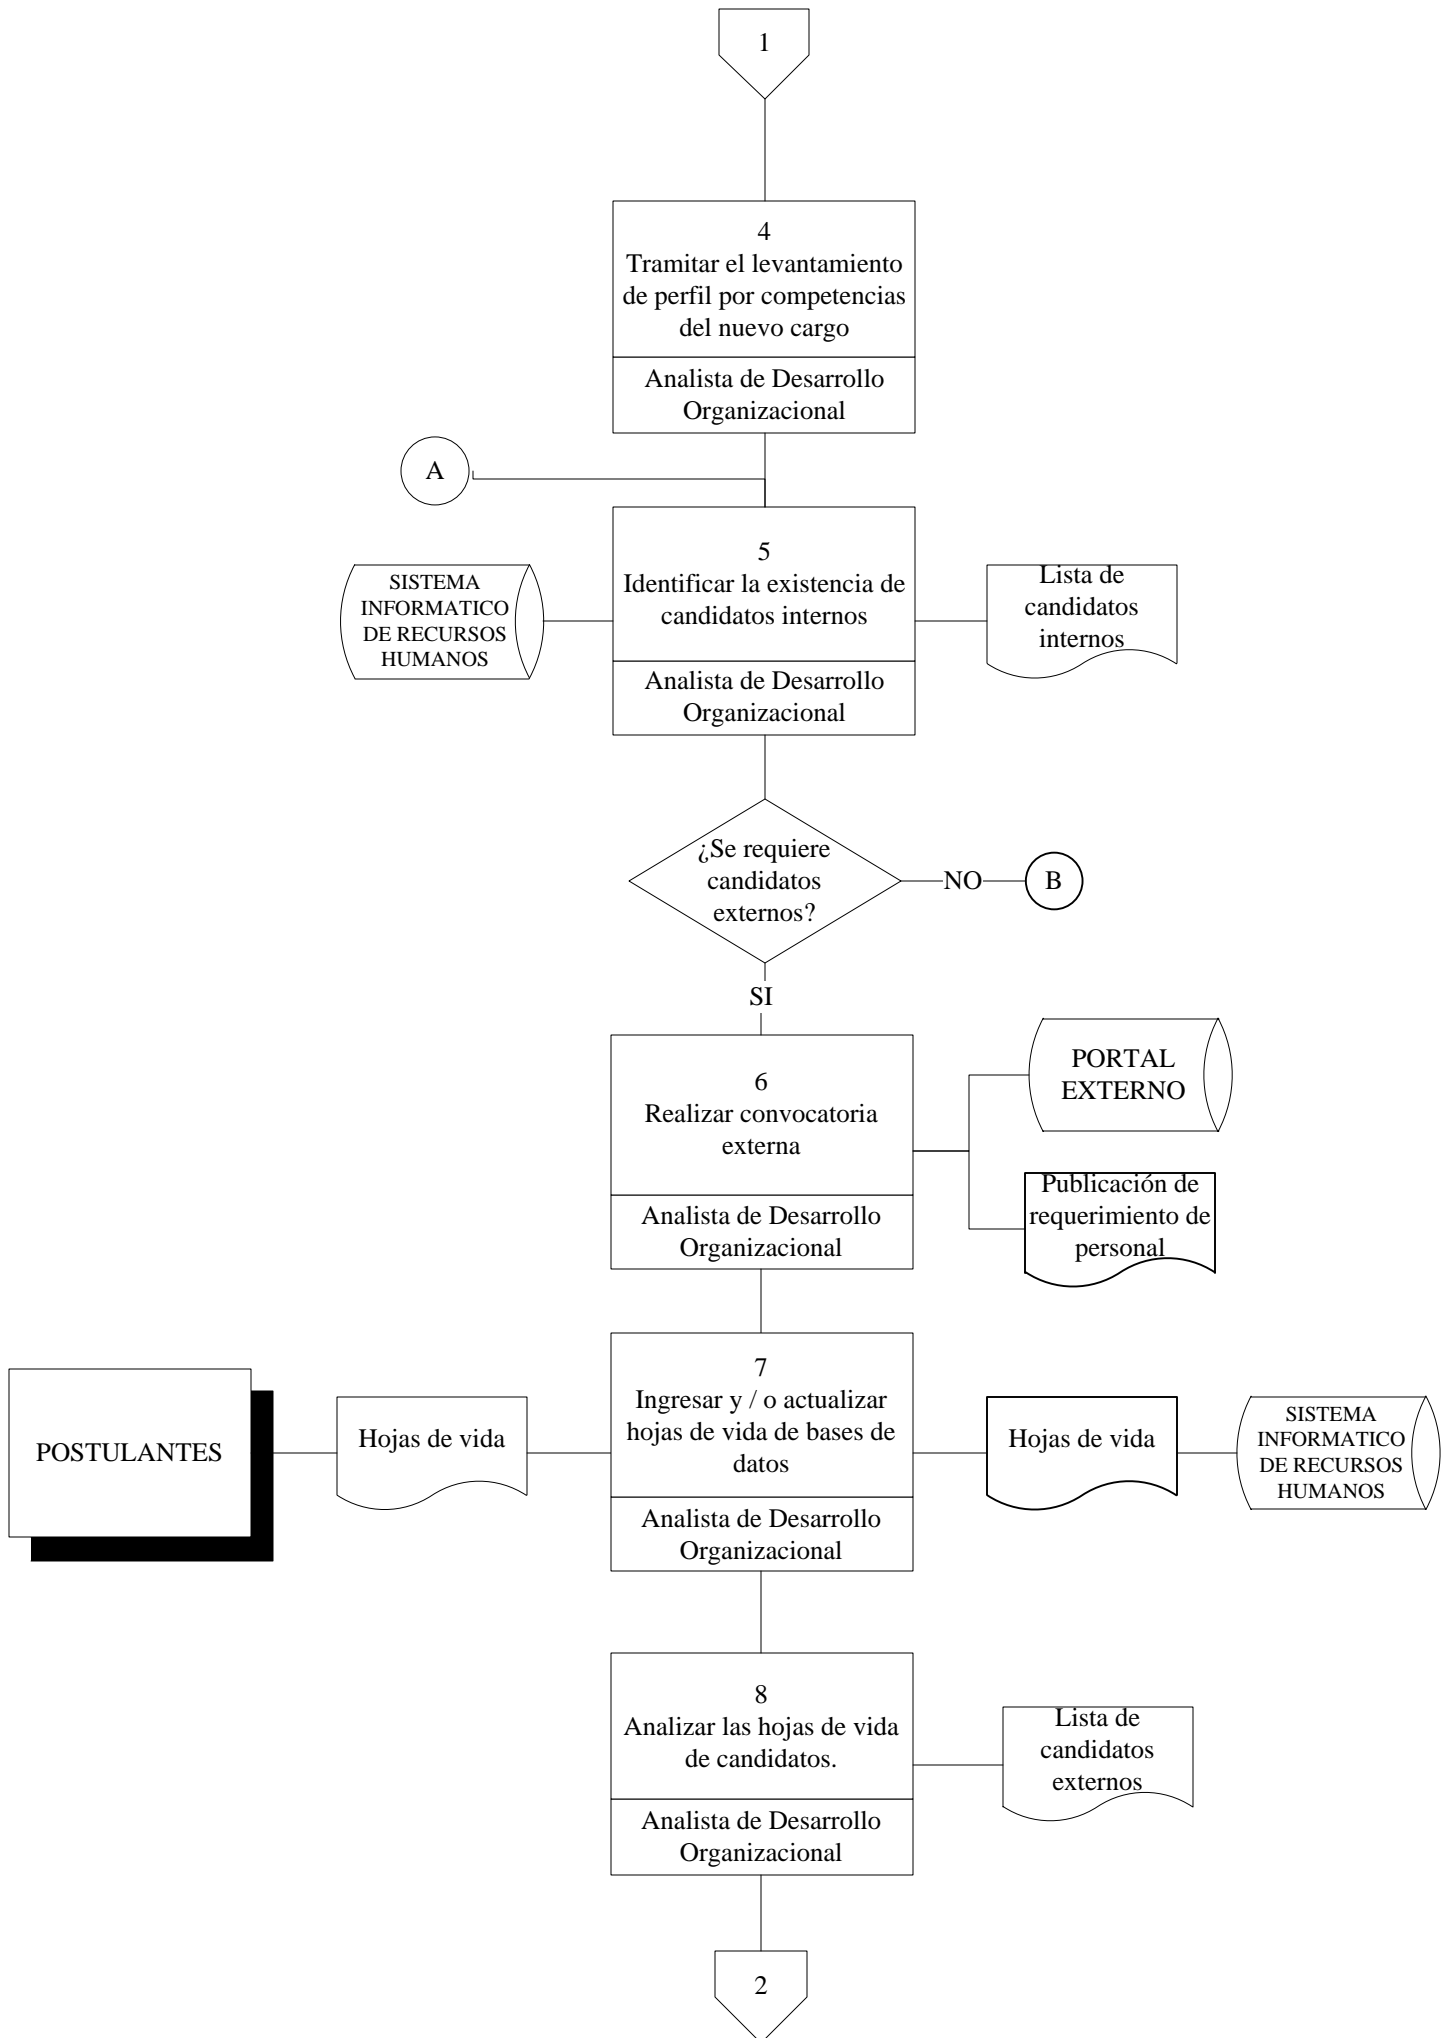 1
4
Tramitar el levantamiento
de perfil por competencias
del nuevo cargo
Analista de Desarrollo
Organizacional
A
SISTEMA
INFORMATICO
DE RECURSOS
HUMANOS
5
Identificar la existencia de
candidatos internos
Analista de Desarrollo
Organizacional
Lista de
candidatos
internos
¿Se requiere
candidatos
externos?
NO
B
SI
6
Realizar convocatoria
externa
Analista de Desarrollo
Organizacional
PORTAL
EXTERNO
Publicación de
requerimiento de
personal
POSTULANTES
Hojas de vida
7
Ingresar y / o actualizar
hojas de vida de bases de
datos
Analista de Desarrollo
Organizacional
Hojas de vida
SISTEMA
INFORMATICO
DE RECURSOS
HUMANOS
8
Analizar las hojas de vida
de candidatos.
Analista de Desarrollo
Organizacional
Lista de
candidatos
externos
2